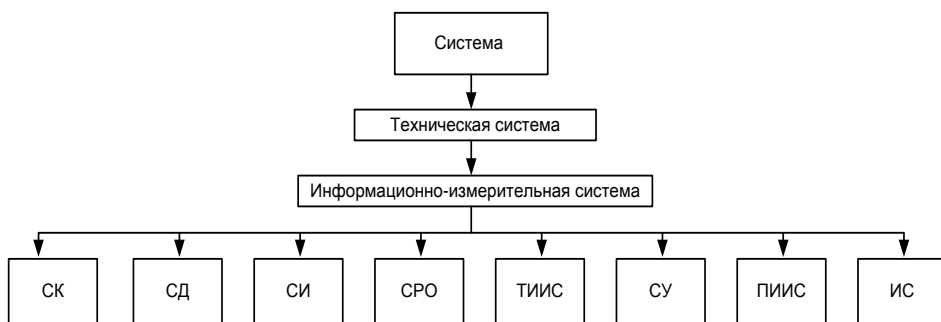 Система
Техническая система
Информационно-измерительная система
СК
СД
СИ
СРО
ТИИС
СУ
ПИИС
ИС